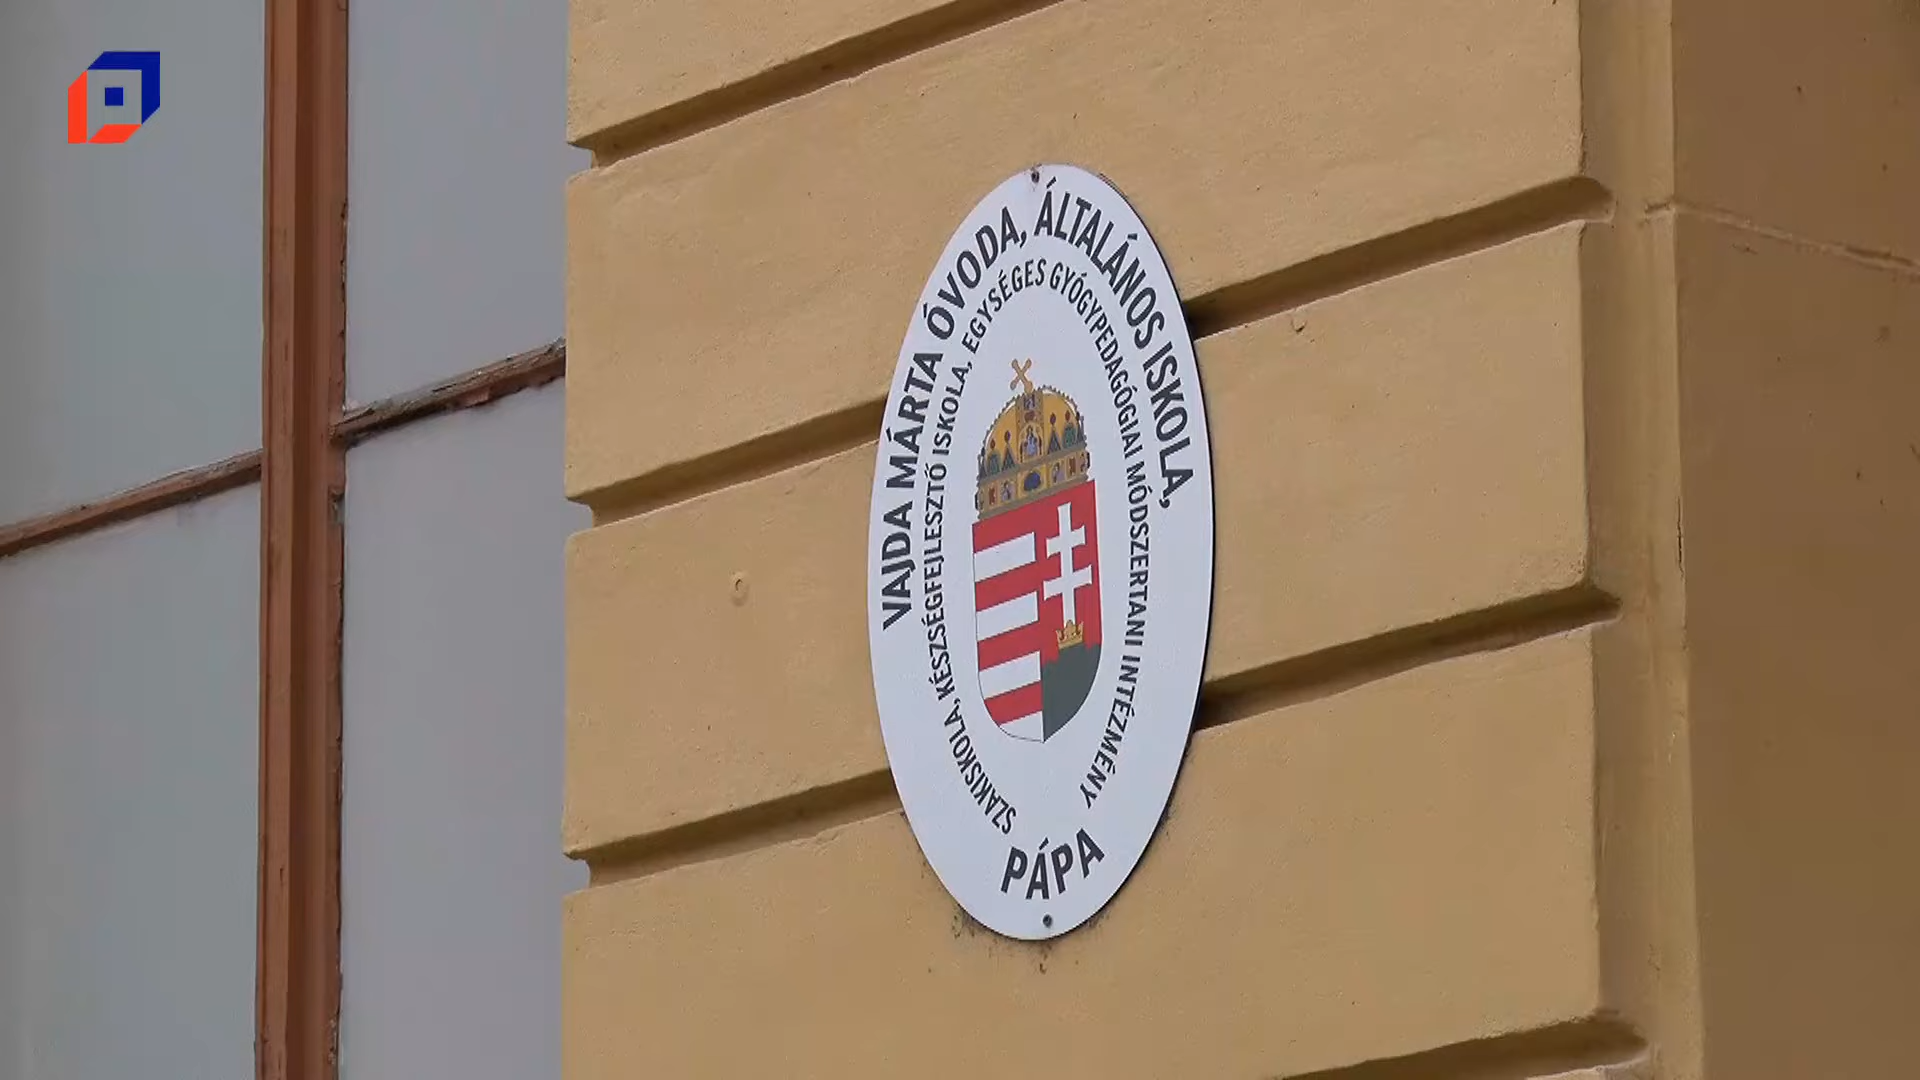 VAJDA MÁRTA ÓVODA, ÁLTALÁNOS ISKOLA,
SZAKISKOLA, KÉSZSÉGFEJLESZTŐ ISKOLA, EGYSÉGES GYÓGYPEDAGÓGIAI MÓDSZERTANI INTÉZMÉNY
PÁPA